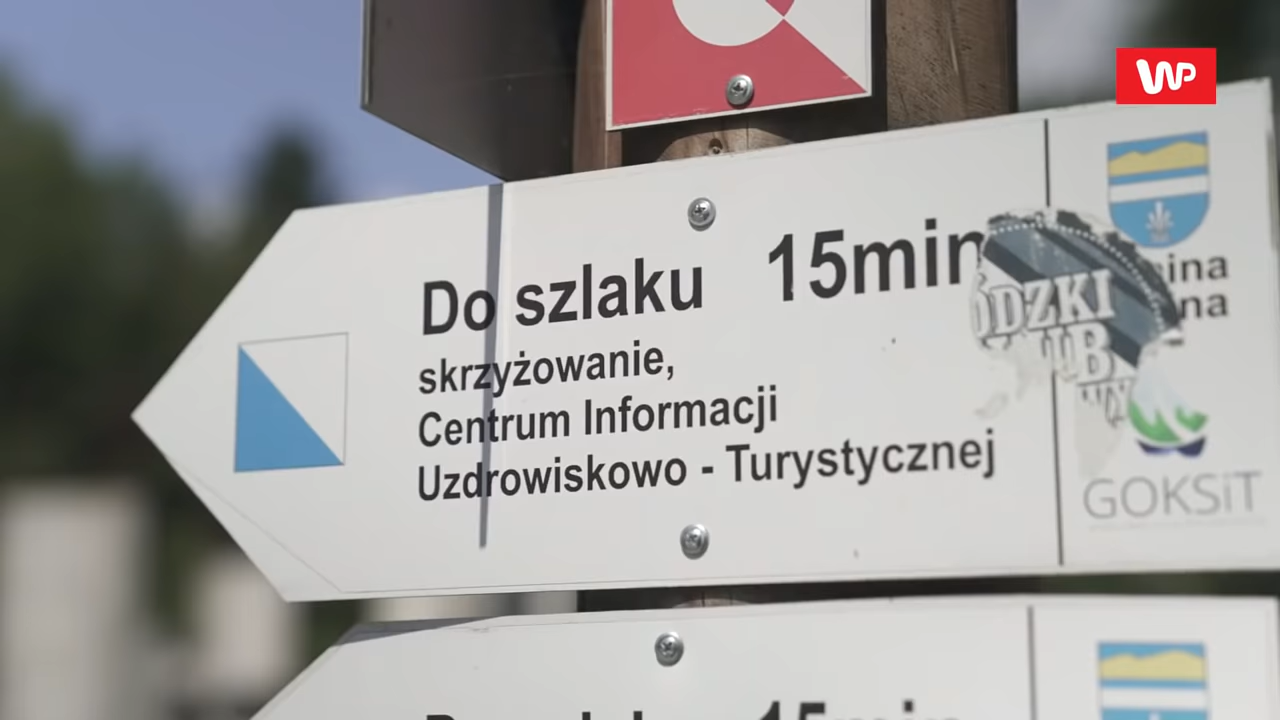 WP
Do szlaku 15min
skrzyżowanie,
Centrum Informacji
Uzdrowiskowo - Turystycznej
GOKSiT